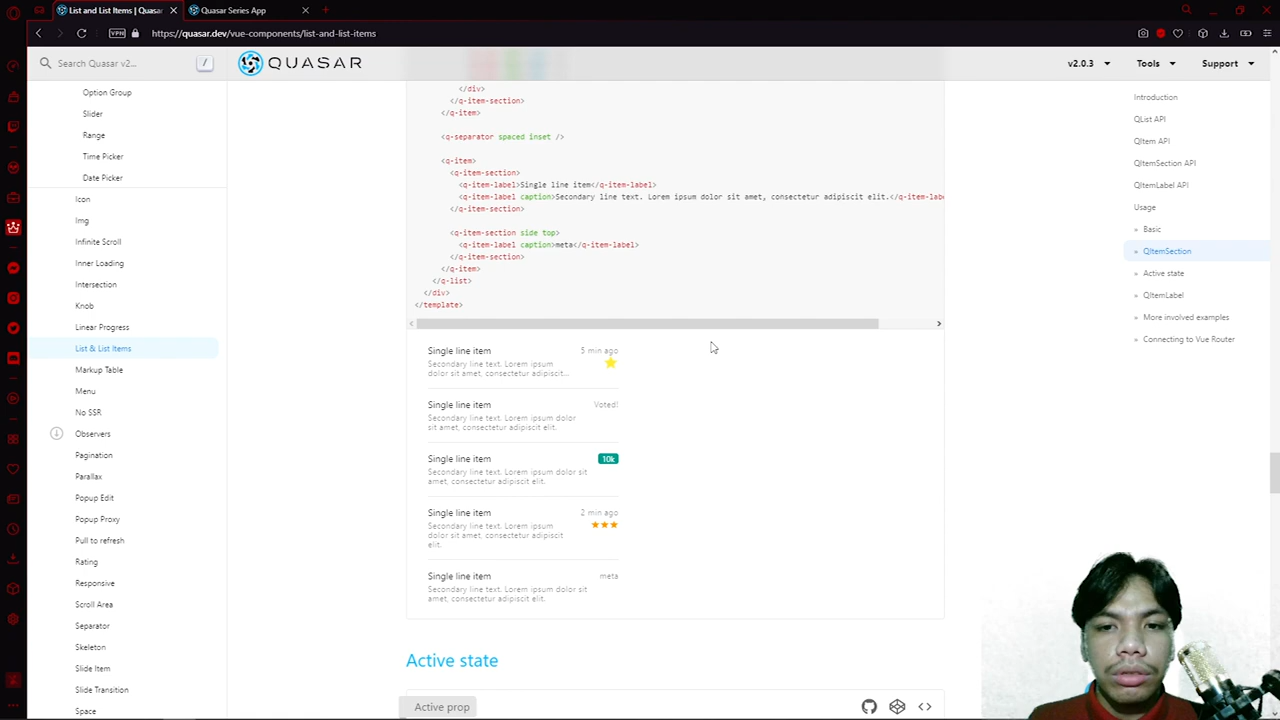 List and List Items | Quasar
Quasar Series App
VPN
https://quasar.dev/vue-components/list-and-list-items
Search Quasar v2...
/
QUASAR
v2.0.3
Tools
Support
Option Group
Slider
Range
Time Picker
Date Picker
Icon
Img
Infinite Scroll
Inner Loading
Intersection
Knob
Linear Progress
List & List Items
Markup Table
Menu
No SSR
Observers
Pagination
Parallax
Popup Edit
Popup Proxy
Pull to refresh
Rating
Responsive
Scroll Area
Separator
Skeleton
Slide Item
Slide Transition
Space
</div>
</q-item-section>
</q-item>
<q-separator spaced inset />
<q-item>
<q-item-section>
<q-item-label>Single line item</q-item-label>
<q-item-label caption>Secondary line text. Lorem ipsum dolor sit amet, consectetur adipiscit elit.</q-item-labe
</q-item-section>
<q-item-section side top>
<q-item-label caption>meta</q-item-label>
</q-item-section>
</q-item>
</q-list>
</div>
</template>
Single line item 5 min ago
Secondary line text. Lorem ipsum
dolor sit amet, consectetur adipiscit...
Single line item Voted!
Secondary line text. Lorem ipsum dolor
sit amet, consectetur adipiscit elit.
Single line item 10k
Secondary line text. Lorem ipsum dolor sit
amet, consectetur adipiscit elit.
Single line item 2 min ago
Secondary line text. Lorem ipsum
dolor sit amet, consectetur adipiscit
elit.
Single line item meta
Secondary line text. Lorem ipsum dolor sit
amet, consectetur adipiscit elit.
Active state
Active prop
Introduction
QList API
QItem API
QItemSection API
QItemLabel API
Usage
» Basic
» QItemSection
» Active state
» QItemLabel
» More involved examples
» Connecting to Vue Router